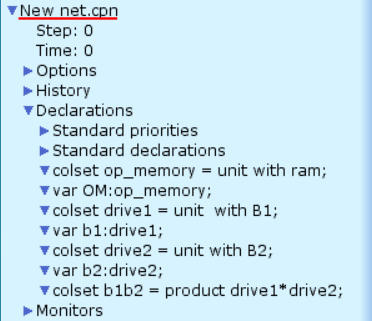 New net.cpn
Step: 0
Time: 0
Options
History
Declarations
Standard priorities
Standard declarations
colset op_memory = unit with ram;
var OM:op_memory;
colset drive1 = unit  with B1;
var b1:drive1;
colset drive2 = unit with B2;
var b2:drive2;
colset b1b2 = product drive1*drive2;
Monitors